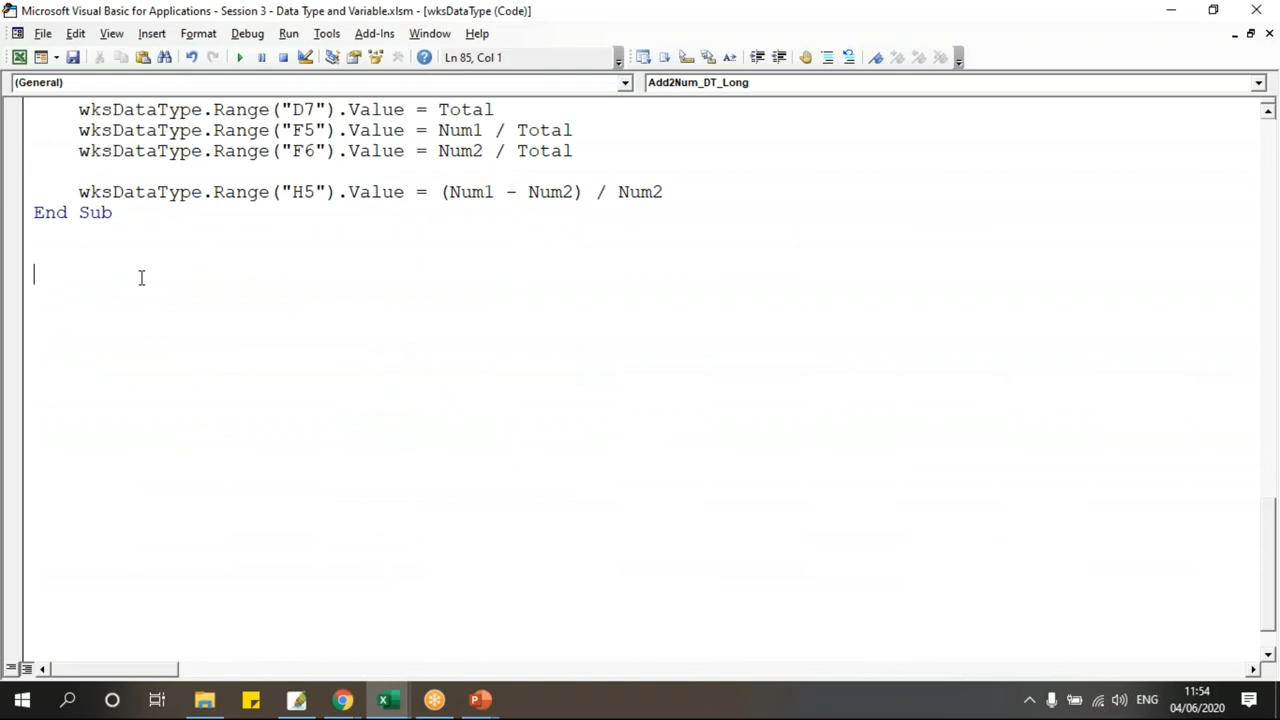 Microsoft Visual Basic for Applications - Session 3 - Data Type and Variable.xlsm - [wksDataType (Code)]
File Edit View Insert Format Debug Run Tools Add-Ins Window Help
Ln 85, Col 1
(General) Add2Num_DT_Long
wksDataType.Range("D7").Value = Total
wksDataType.Range("F5").Value = Num1 / Total
wksDataType.Range("F6").Value = Num2 / Total
wksDataType.Range("H5").Value = (Num1 - Num2) / Num2
End Sub
ENG
11:54
04/06/2020